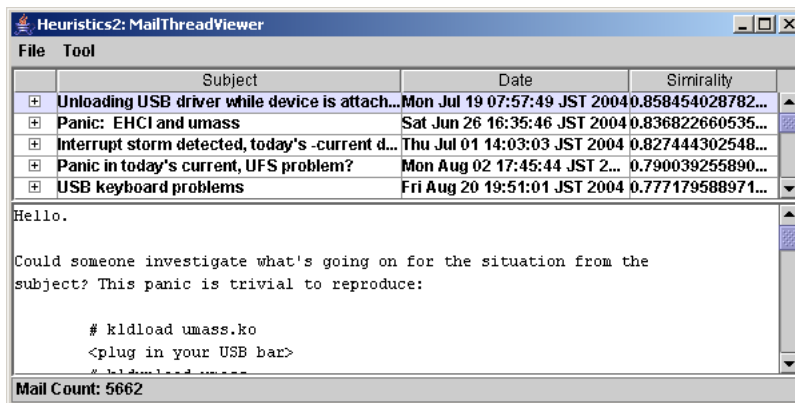 Heuristics2: MailThreadViewer
File Tool
Subject Date Simirality
Unloading USB driver while device is attach... Mon Jul 19 07:57:49 JST 2004 0.858454028782...
Panic: EHCI and umass Sat Jun 26 16:35:46 JST 2004 0.836822660535...
Interrupt storm detected, today's -current d... Thu Jul 01 14:03:03 JST 2004 0.827444302548...
Panic in today's current, UFS problem? Mon Aug 02 17:45:44 JST 2... 0.790039255890...
USB keyboard problems Fri Aug 20 19:51:01 JST 2004 0.777179588971...
Hello.
Could someone investigate what's going on for the situation from the
subject? This panic is trivial to reproduce:
# kldload umass.ko
<plug in your USB bar>
# kldunload umass
Mail Count: 5662